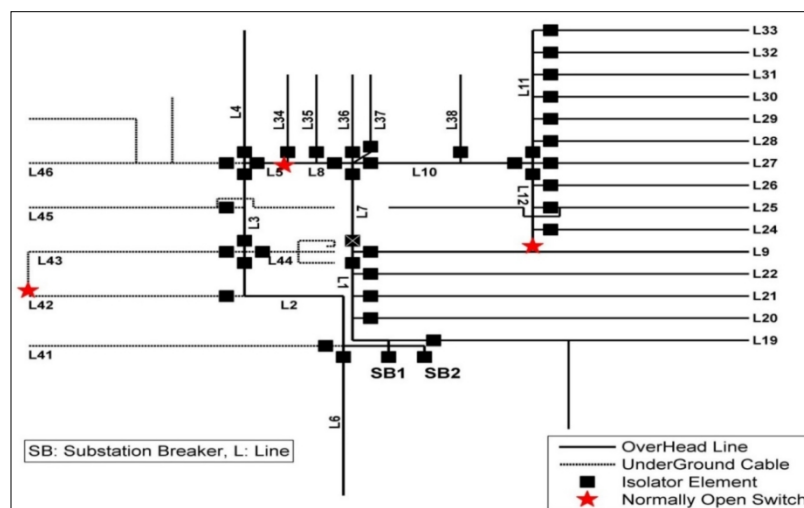 L33
L32
L31
L30
L29
L28
L27
L26
L25
L24
L9
L22
L21
L20
L19
L11
L12
L4
L34
L35
L36
L37
L38
L46
L5
L8
L10
L45
L3
L7
L43
L44
L42
L2
L1
L41
SB1
SB2
L6
SB: Substation Breaker, L: Line
OverHead Line
UnderGround Cable
Isolator Element
Normally Open Switch